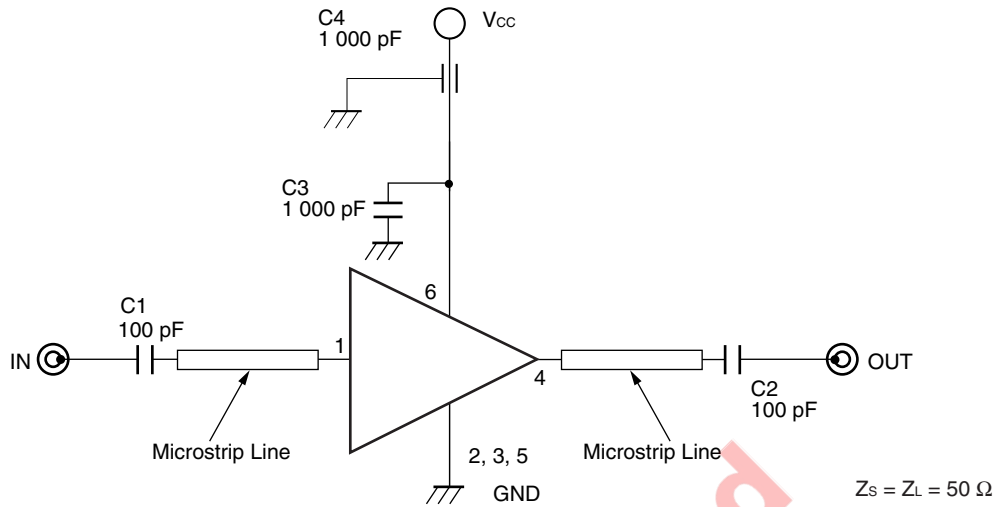 C4
1 000 pF
VCC
C3
1 000 pF
6
C1
100 pF
IN
1
4
OUT
C2
100 pF
Microstrip Line
Microstrip Line
2, 3, 5
GND
ZS = ZL = 50 Ω